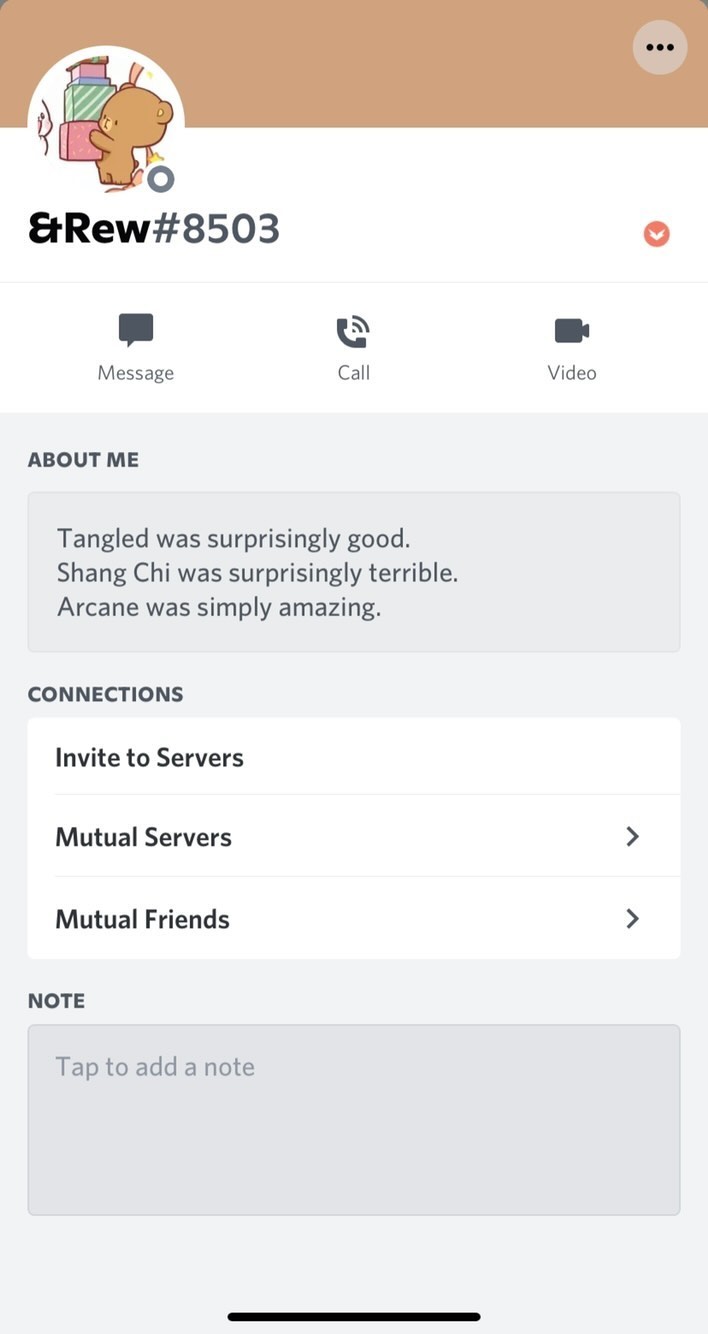 &Rew#8503
Message
Call
Video
ABOUT ME
Tangled was surprisingly good.
Shang Chi was surprisingly terrible.
Arcane was simply amazing.
CONNECTIONS
Invite to Servers
Mutual Servers
Mutual Friends
NOTE
Tap to add a note